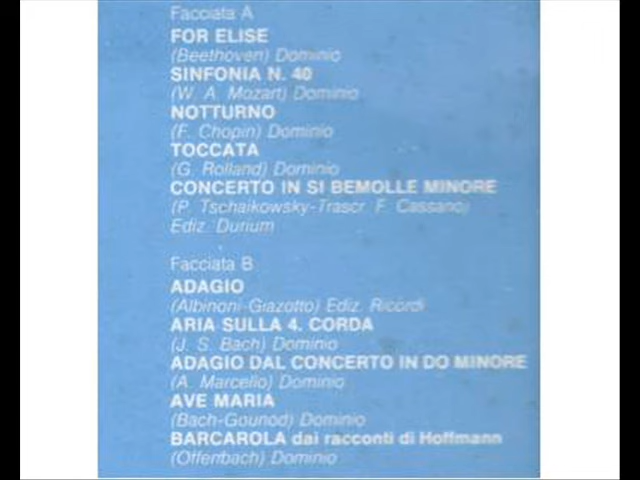 Facciata A
FOR ELISE
(Beethoven) Dominio
SINFONIA N. 40
(W. A. Mozart) Dominio
NOTTURNO
(F. Chopin) Dominio
TOCCATA
(G. Rolland) Dominio
CONCERTO IN SI BEMOLLE MINORE
(P. Tschaikowsky-Trascr. F. Cassano)
Ediz. Durium
Facciata B
ADAGIO
(Albinoni-Giazotto) Ediz. Ricordi
ARIA SULLA 4. CORDA
(J. S. Bach) Dominio
ADAGIO DAL CONCERTO IN DO MINORE
(A. Marcello) Dominio
AVE MARIA
(Bach-Gounod) Dominio
BARCAROLA dai racconti di Hoffmann
(Offenbach) Dominio